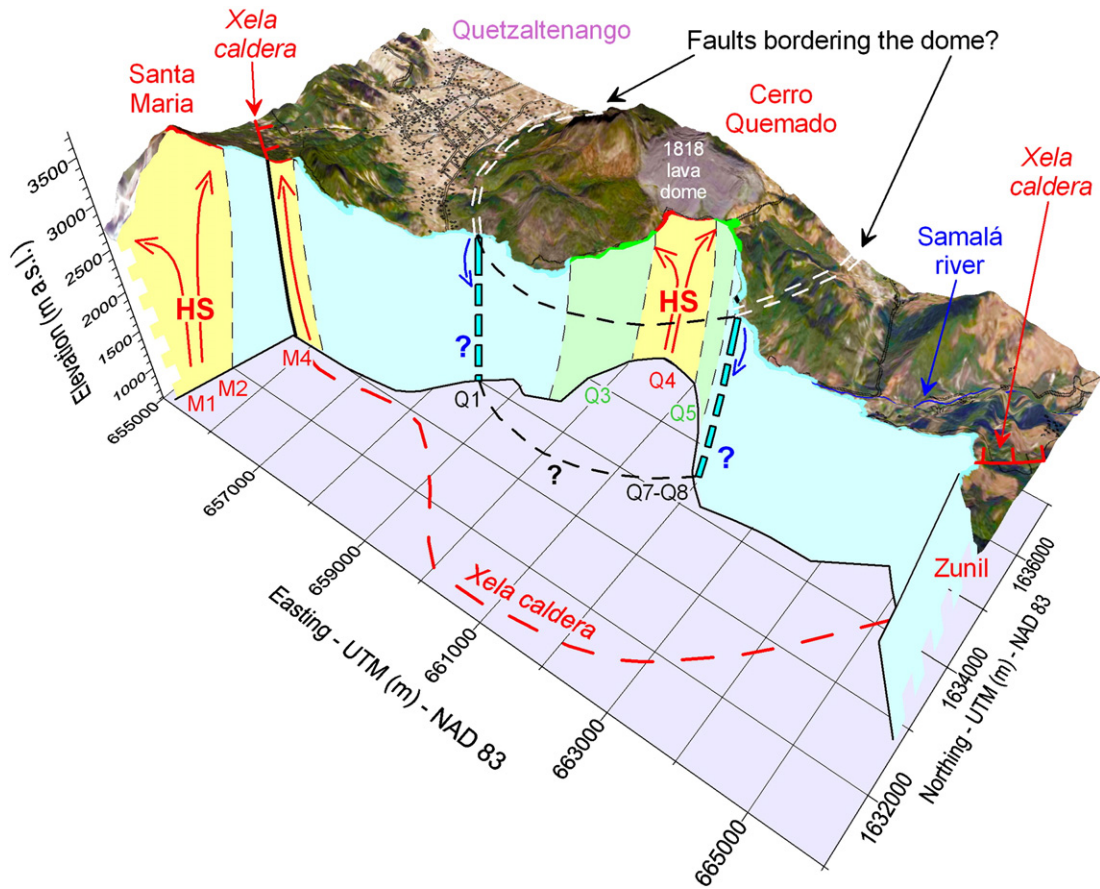 Xela
caldera
Quetzaltenango
Faults bordering the dome?
Santa
Maria
Cerro
Quemado
1818
lava
dome
Xela
caldera
Samalá
river
Elevation (m a.s.l.)
3500
3000
2500
2000
1500
1000
HS
HS
?
?
?
M1
M2
M4
Q1
Q3
Q4
Q5
Q7-Q8
Xela caldera
Zunil
655000
657000
659000
661000
663000
665000
Easting - UTM (m) - NAD 83
1632000
1634000
1636000
Northing - UTM (m) - NAD 83